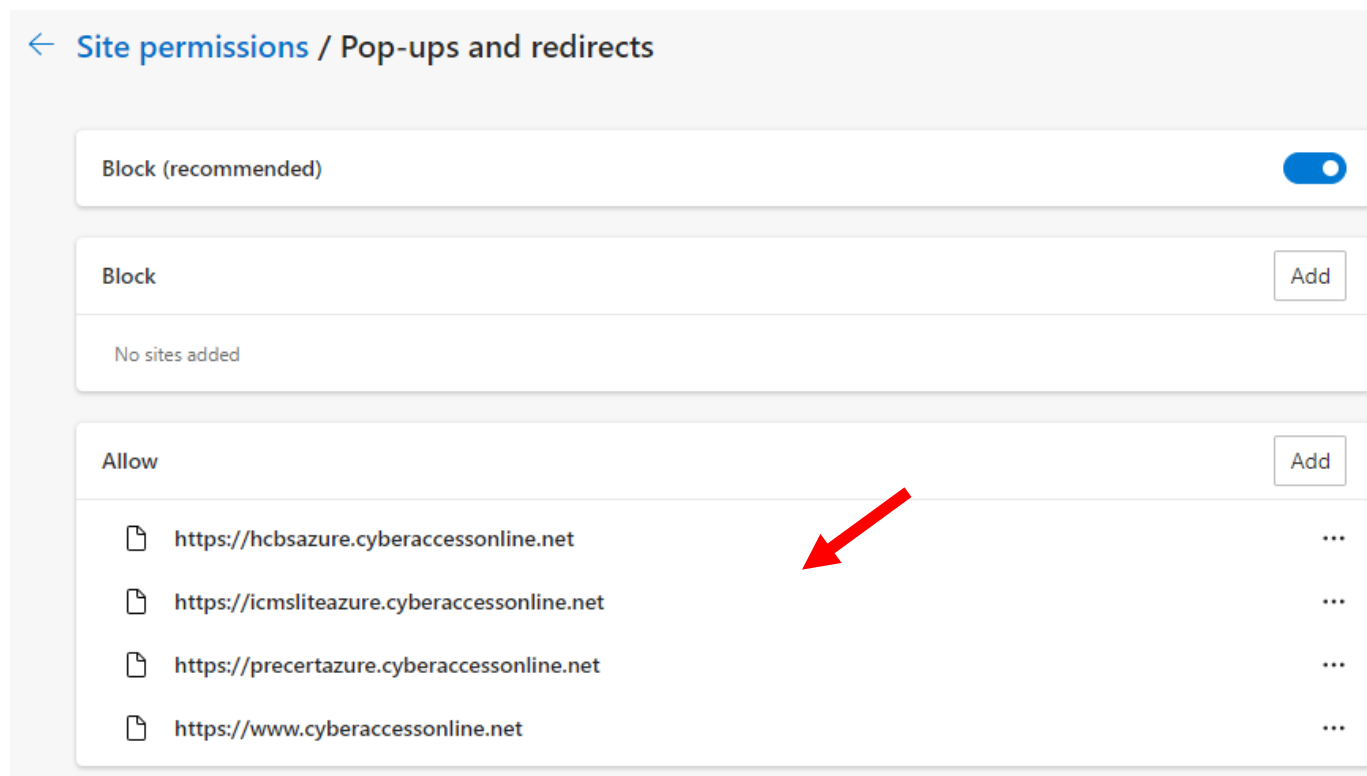 Site permissions / Pop-ups and redirects
Block (recommended)
Block
Add
No sites added
Allow
Add
https://hcbsazure.cyberaccessonline.net
https://icmsliteazure.cyberaccessonline.net
https://precertazure.cyberaccessonline.net
https://www.cyberaccessonline.net